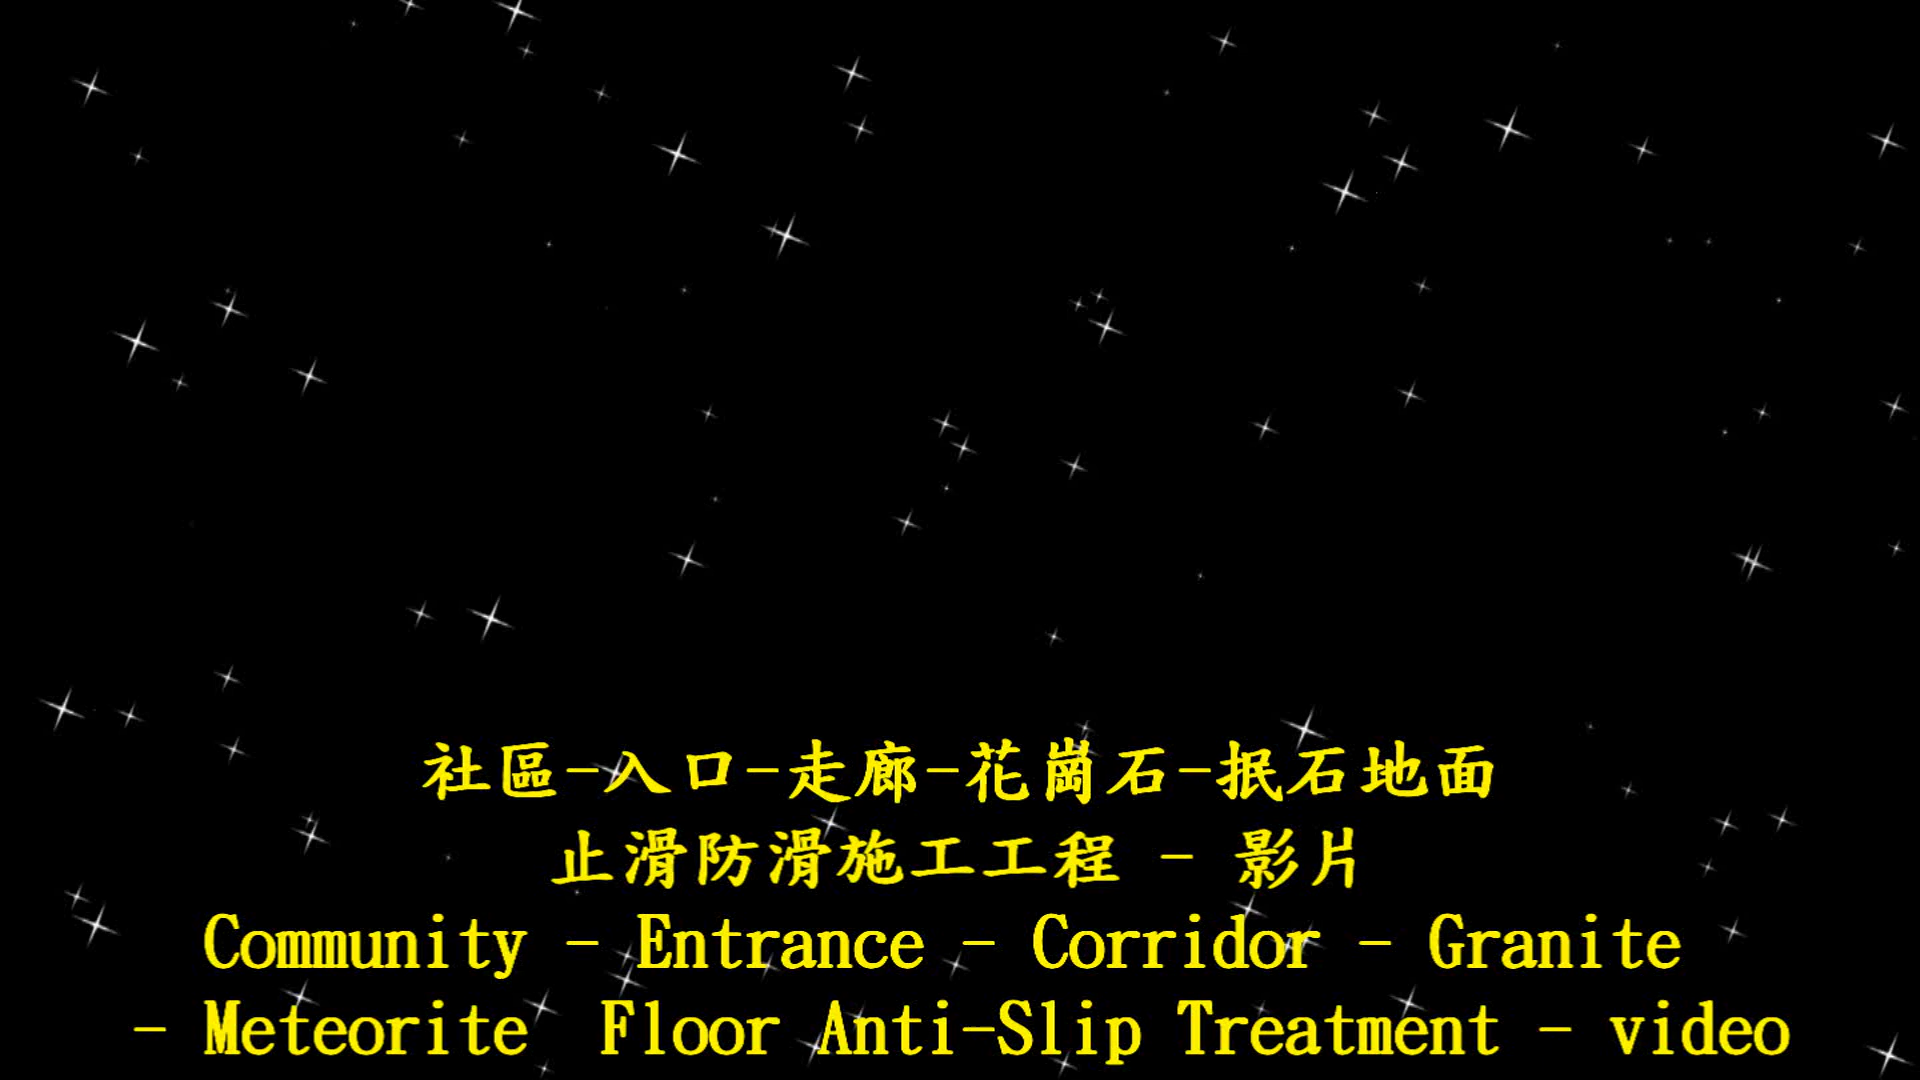 社區-入口-走廊-花崗石-抿石地面
止滑防滑施工工程 - 影片
Community - Entrance - Corridor - Granite
- Meteorite  Floor Anti-Slip Treatment - video